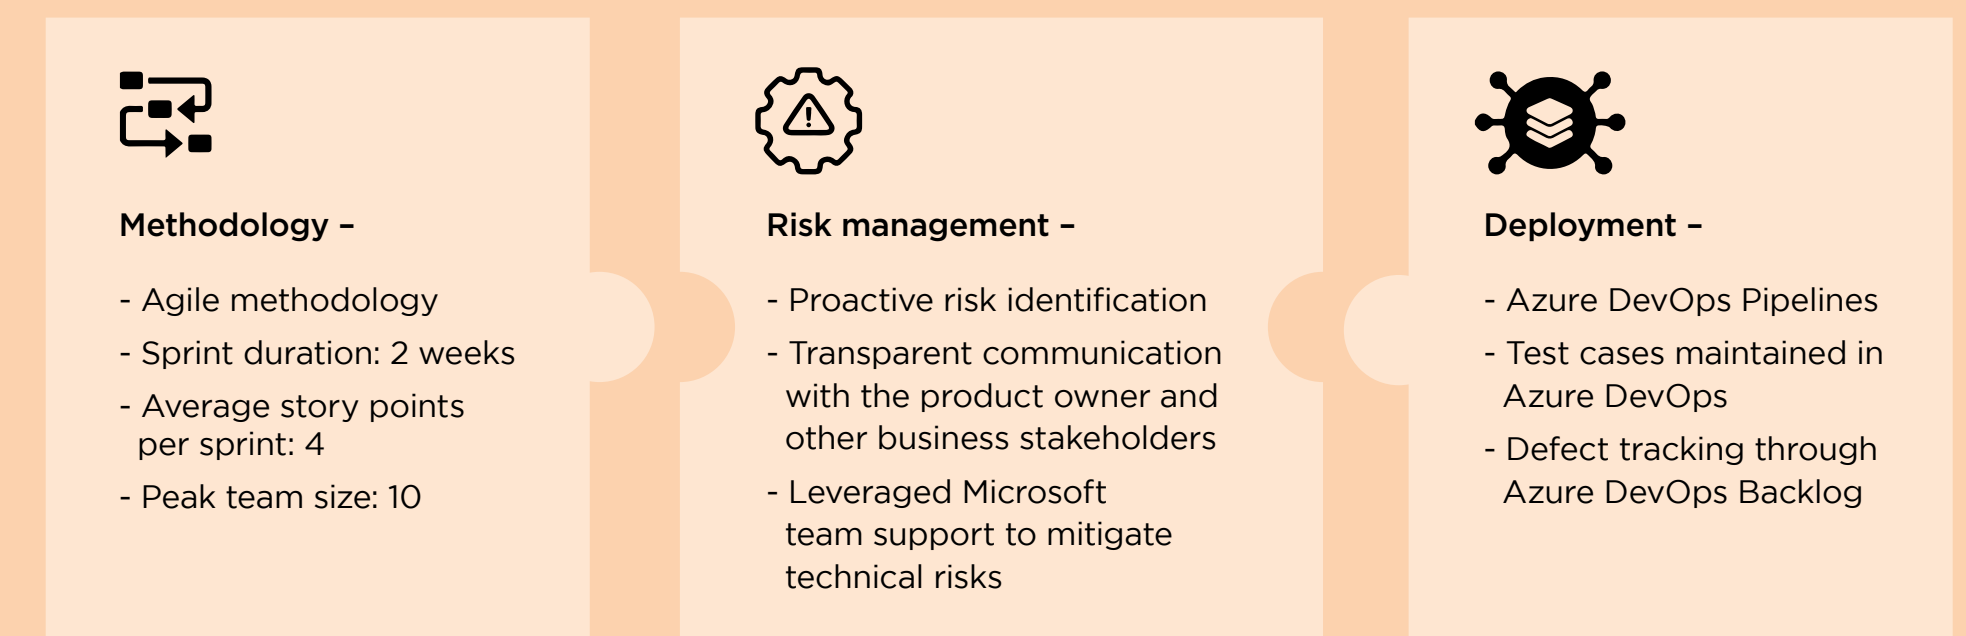 Methodology –
- Agile methodology
- Sprint duration: 2 weeks
- Average story points
per sprint: 4
- Peak team size: 10
Risk management –
- Proactive risk identification
- Transparent communication
with the product owner and
other business stakeholders
- Leveraged Microsoft
team support to mitigate
technical risks
Deployment –
- Azure DevOps Pipelines
- Test cases maintained in
Azure DevOps
- Defect tracking through
Azure DevOps Backlog